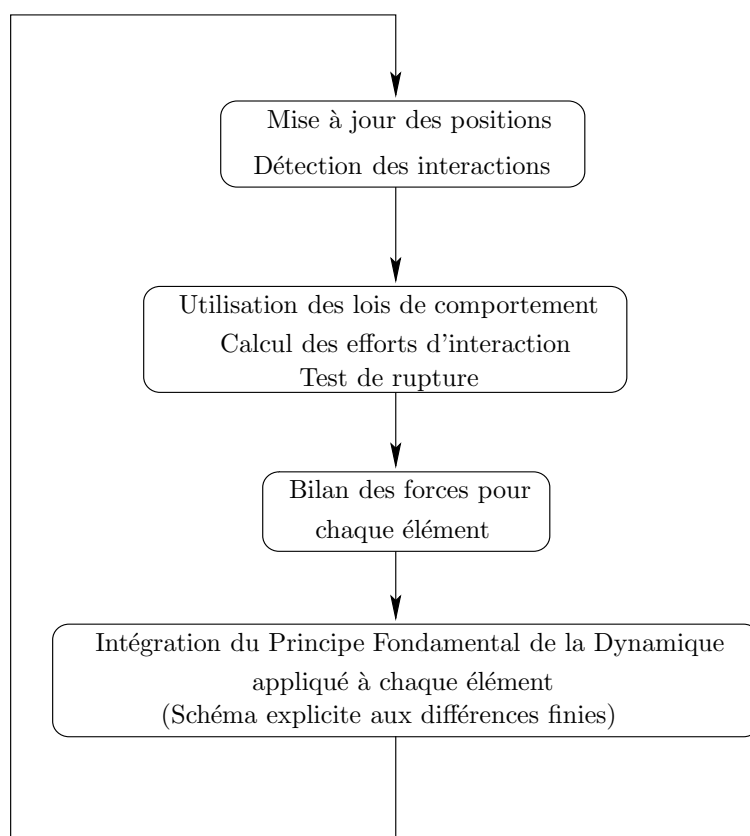 Mise à jour des positions
Détection des interactions
Utilisation des lois de comportement
Calcul des efforts d'interaction
Test de rupture
Bilan des forces pour
chaque élément
Intégration du Principe Fondamental de la Dynamique
appliqué à chaque élément
(Schéma explicite aux différences finies)